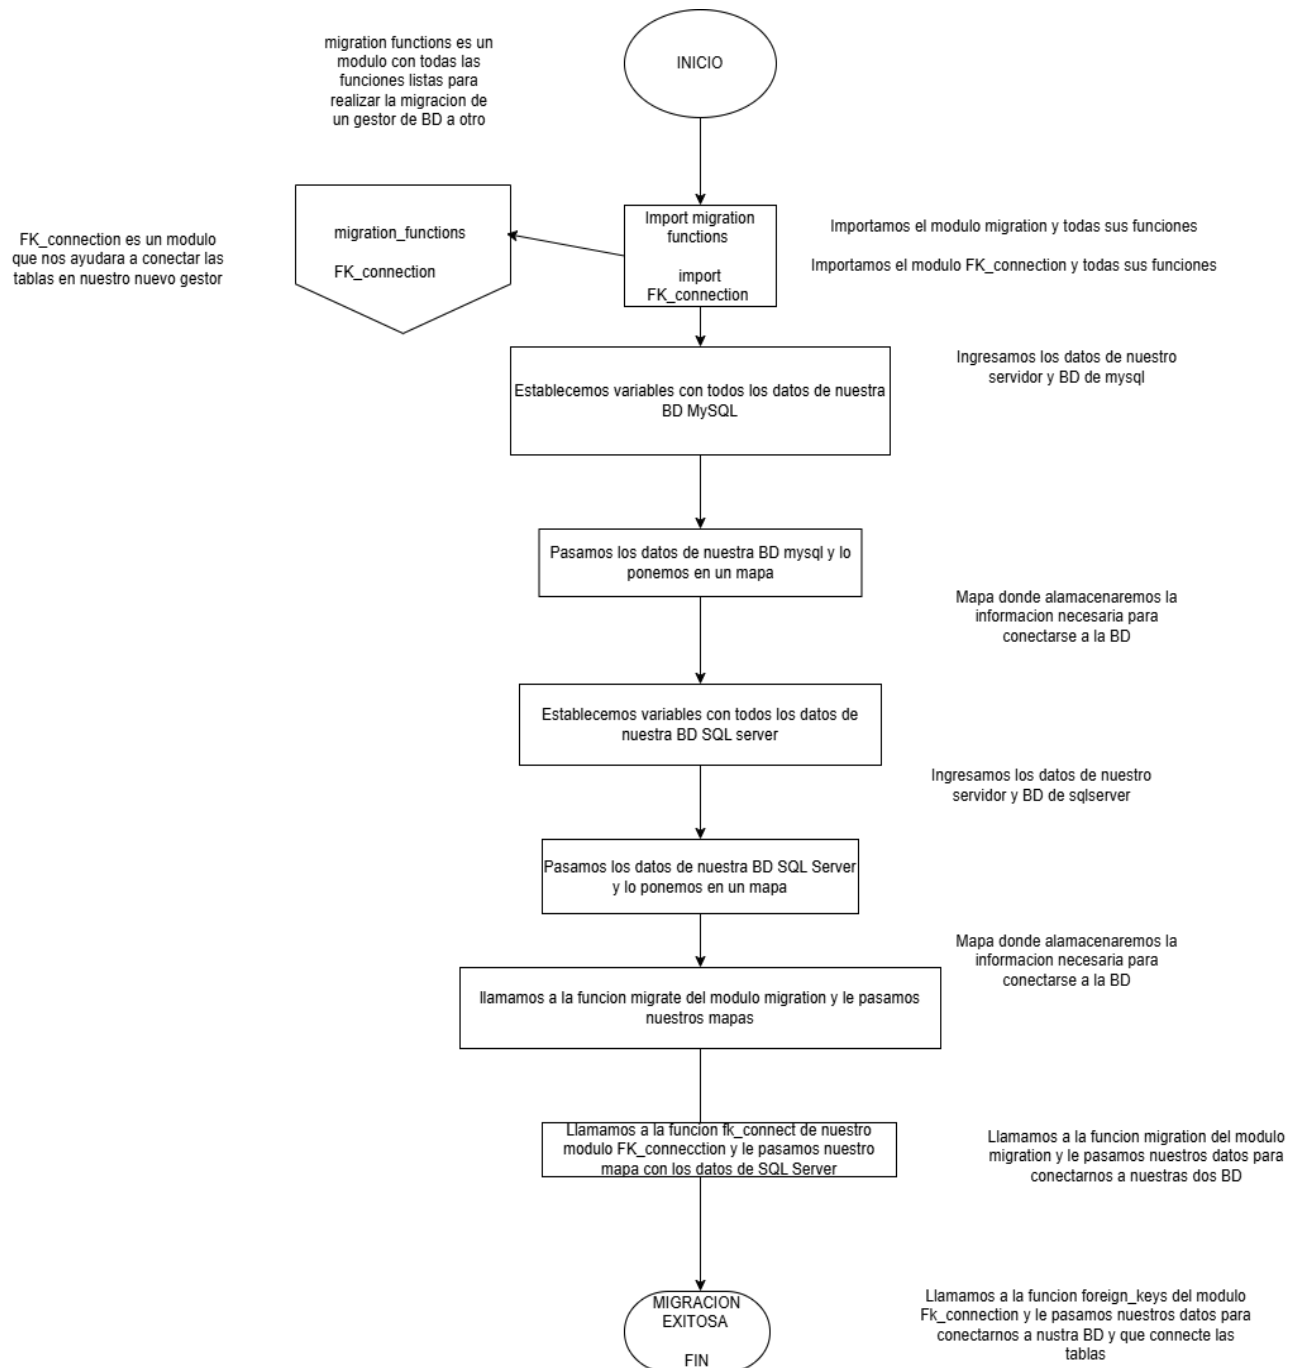 INICIO
migration functions es un
modulo con todas las
funciones listas para
realizar la migracion de
un gestor de BD a otro
FK_connection es un modulo
que nos ayudara a conectar las
tablas en nuestro nuevo gestor
migration_functions
FK_connection
Import migration
functions
import
FK_connection
Importamos el modulo migration y todas sus funciones
Importamos el modulo FK_connection y todas sus funciones
Establecemos variables con todos los datos de nuestra
BD MySQL
Ingresamos los datos de nuestro
servidor y BD de mysql
Pasamos los datos de nuestra BD mysql y lo
ponemos en un mapa
Mapa donde alamacenaremos la
informacion necesaria para
conectarse a la BD
Establecemos variables con todos los datos de
nuestra BD SQL server
Ingresamos los datos de nuestro
servidor y BD de sqlserver
Pasamos los datos de nuestra BD SQL Server
y lo ponemos en un mapa
Mapa donde alamacenaremos la
informacion necesaria para
conectarse a la BD
llamamos a la funcion migrate del modulo migration y le pasamos
nuestros mapas
Llamamos a la funcion fk_connect de nuestro
modulo FK_connecction y le pasamos nuestro
mapa con los datos de SQL Server
Llamamos a la funcion migration del modulo
migration y le pasamos nuestros datos para
conectarnos a nuestras dos BD
MIGRACION
EXITOSA
FIN
Llamamos a la funcion foreign_keys del modulo
Fk_connection y le pasamos nuestros datos para
conectarnos a nustra BD y que connecte las
tablas